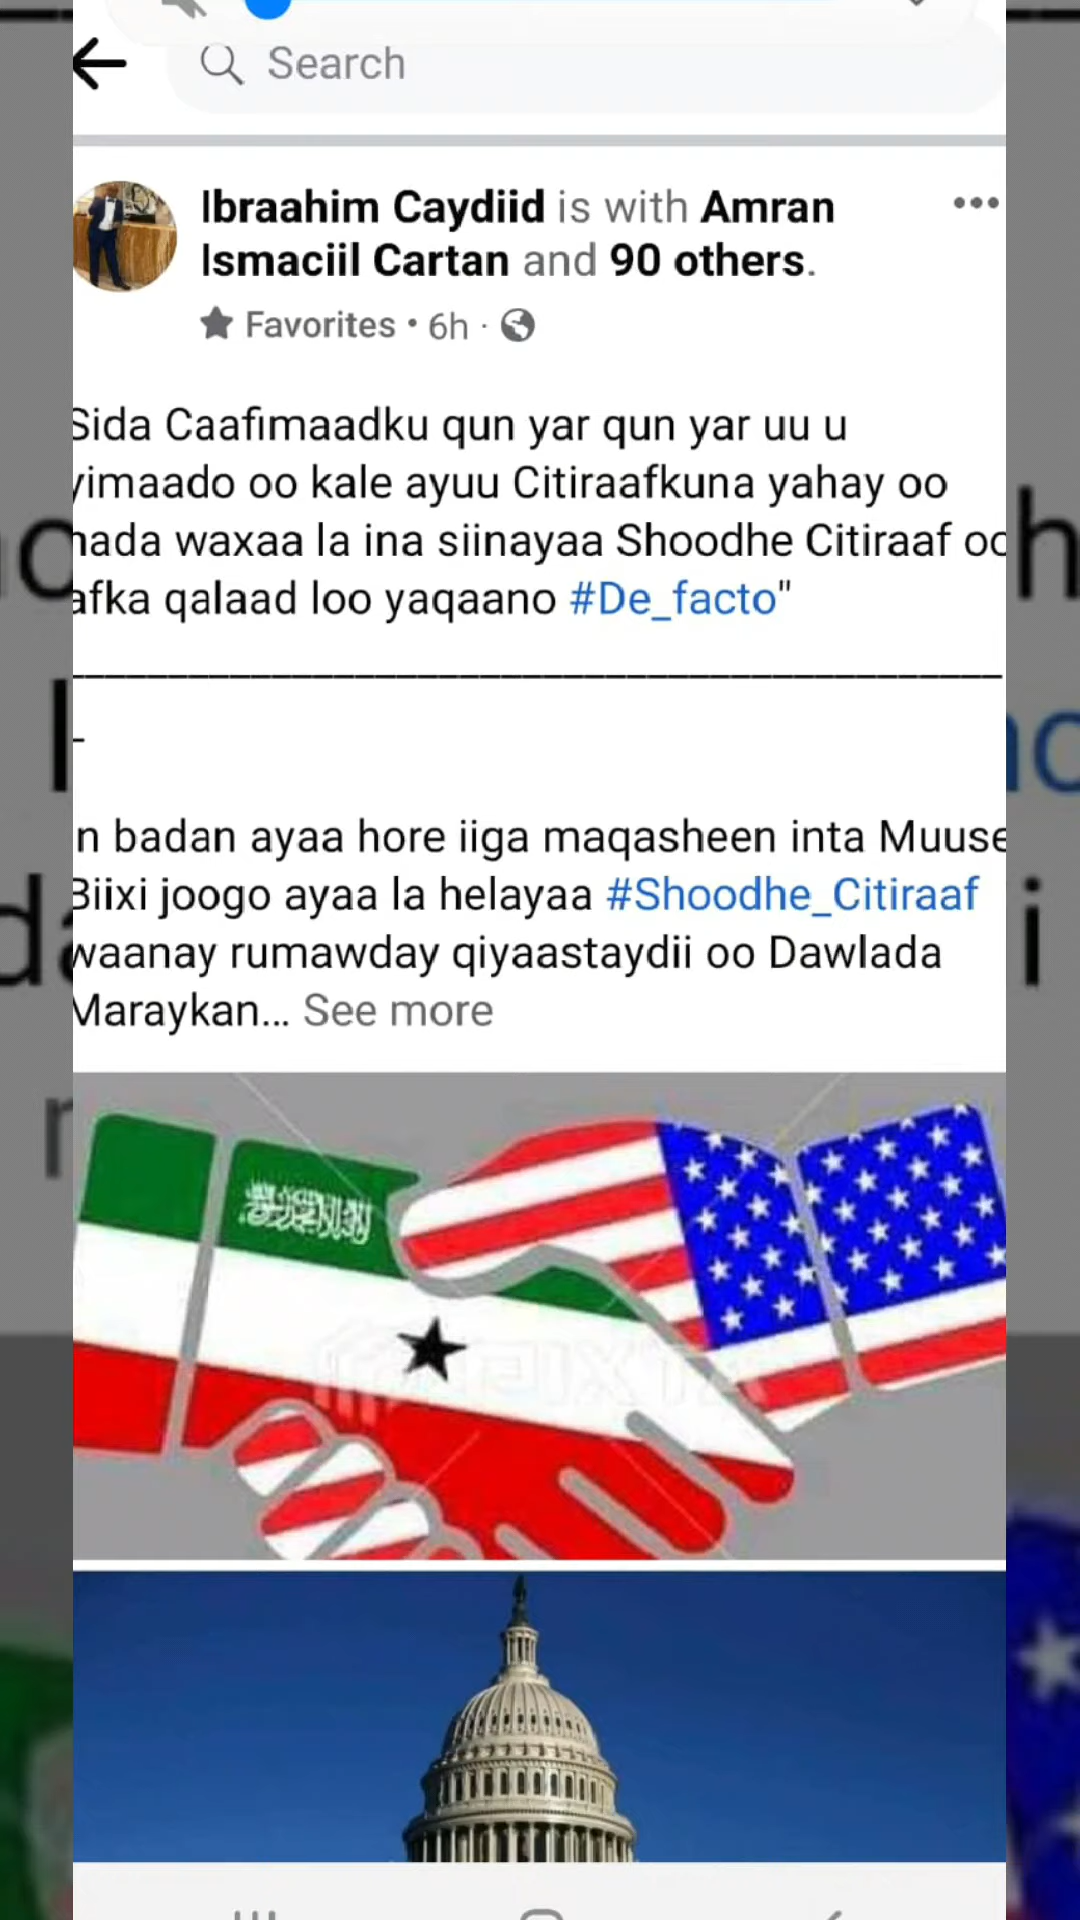 Search
Ibraahim Caydiid is with Amran
Ismaciil Cartan and 90 others.
Favorites • 6h ·
Sida Caafimaadku qun yar qun yar uu u
yimaado oo kale ayuu Citiraafkuna yahay oo
hada waxaa la ina siinayaa Shoodhe Citiraaf oo
afka qalaad loo yaqaano #De_facto"
n badan ayaa hore iiga maqasheen inta Muuse
Biixi joogo ayaa la helayaa #Shoodhe_Citiraaf
waanay rumawday qiyaastaydii oo Dawlada
Maraykan... See more